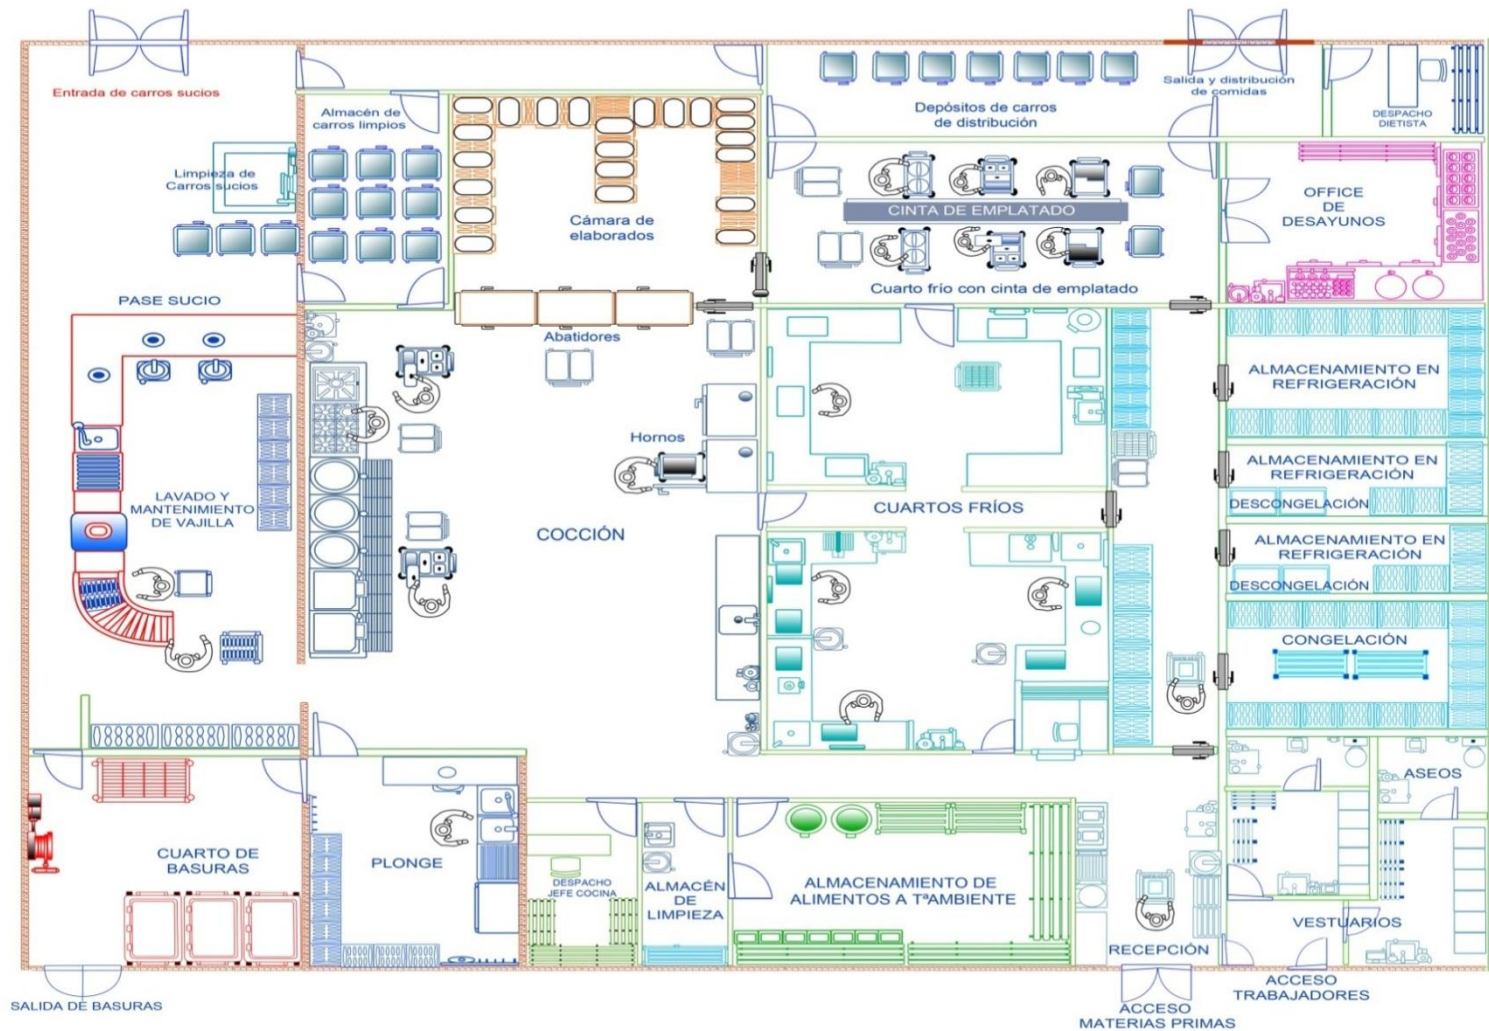 Entrada de carros sucios
Almacén de
carros limpios
Limpieza de
Carros sucios
Cámara de
elaborados
Depósitos de carros
de distribución
Salida y distribución
de comidas
DESPACHO
DIETISTA
CINTA DE EMPLATADO
OFFICE
DE
DESAYUNOS
Cuarto frío con cinta de emplatado
PASE SUCIO
Abatidores
ALMACENAMIENTO EN
REFRIGERACIÓN
Hornos
ALMACENAMIENTO EN
REFRIGERACIÓN
DESCONGELACIÓN
LAVADO Y
MANTENIMIENTO
DE VAJILLA
CUARTOS FRÍOS
COCCIÓN
ALMACENAMIENTO EN
REFRIGERACIÓN
DESCONGELACIÓN
CONGELACIÓN
ASEOS
CUARTO DE
BASURAS
PLONGE
DESPACHO
JEFE COCINA
ALMACÉN
DE
LIMPIEZA
ALMACENAMIENTO DE
ALIMENTOS A TªAMBIENTE
VESTUARIOS
RECEPCIÓN
SALIDA DE BASURAS
ACCESO
MATERIAS PRIMAS
ACCESO
TRABAJADORES